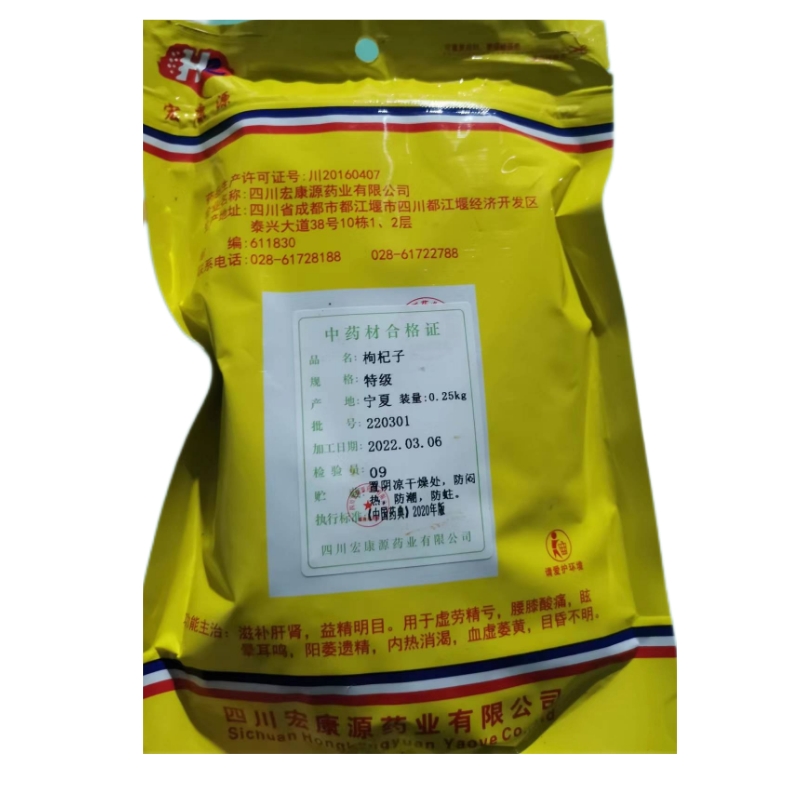 宏康源
产许可证号:川20160407
名称:四川宏康源药业有限公司
地址:四川省成都市都江堰市四川都江堰经济开发区
泰兴大道38号10栋1、2层
编:611830
系电话:028-61728188 028-61722788
中药材合格证
品 名: 枸杞子
规 格: 特级
产 地: 宁夏 装量:0.25kg
批 号: 220301
加工日期: 2022.03.06
检 验 员: 09
贮 置阴凉干燥处,防闷
热,防潮,防蛀。
执行标准:《中国药典》2020年版
四川宏康源药业有限公司
请爱护环境
功能主治:滋补肝肾,益精明目。用于虚劳精亏,腰膝酸痛,眩
晕耳鸣,阳萎遗精,内热消渴,血虚萎黄,目昏不明。
四川宏康源药业有限公司
Sichuan Hongkangyuan Yaoye Co.,Ltd